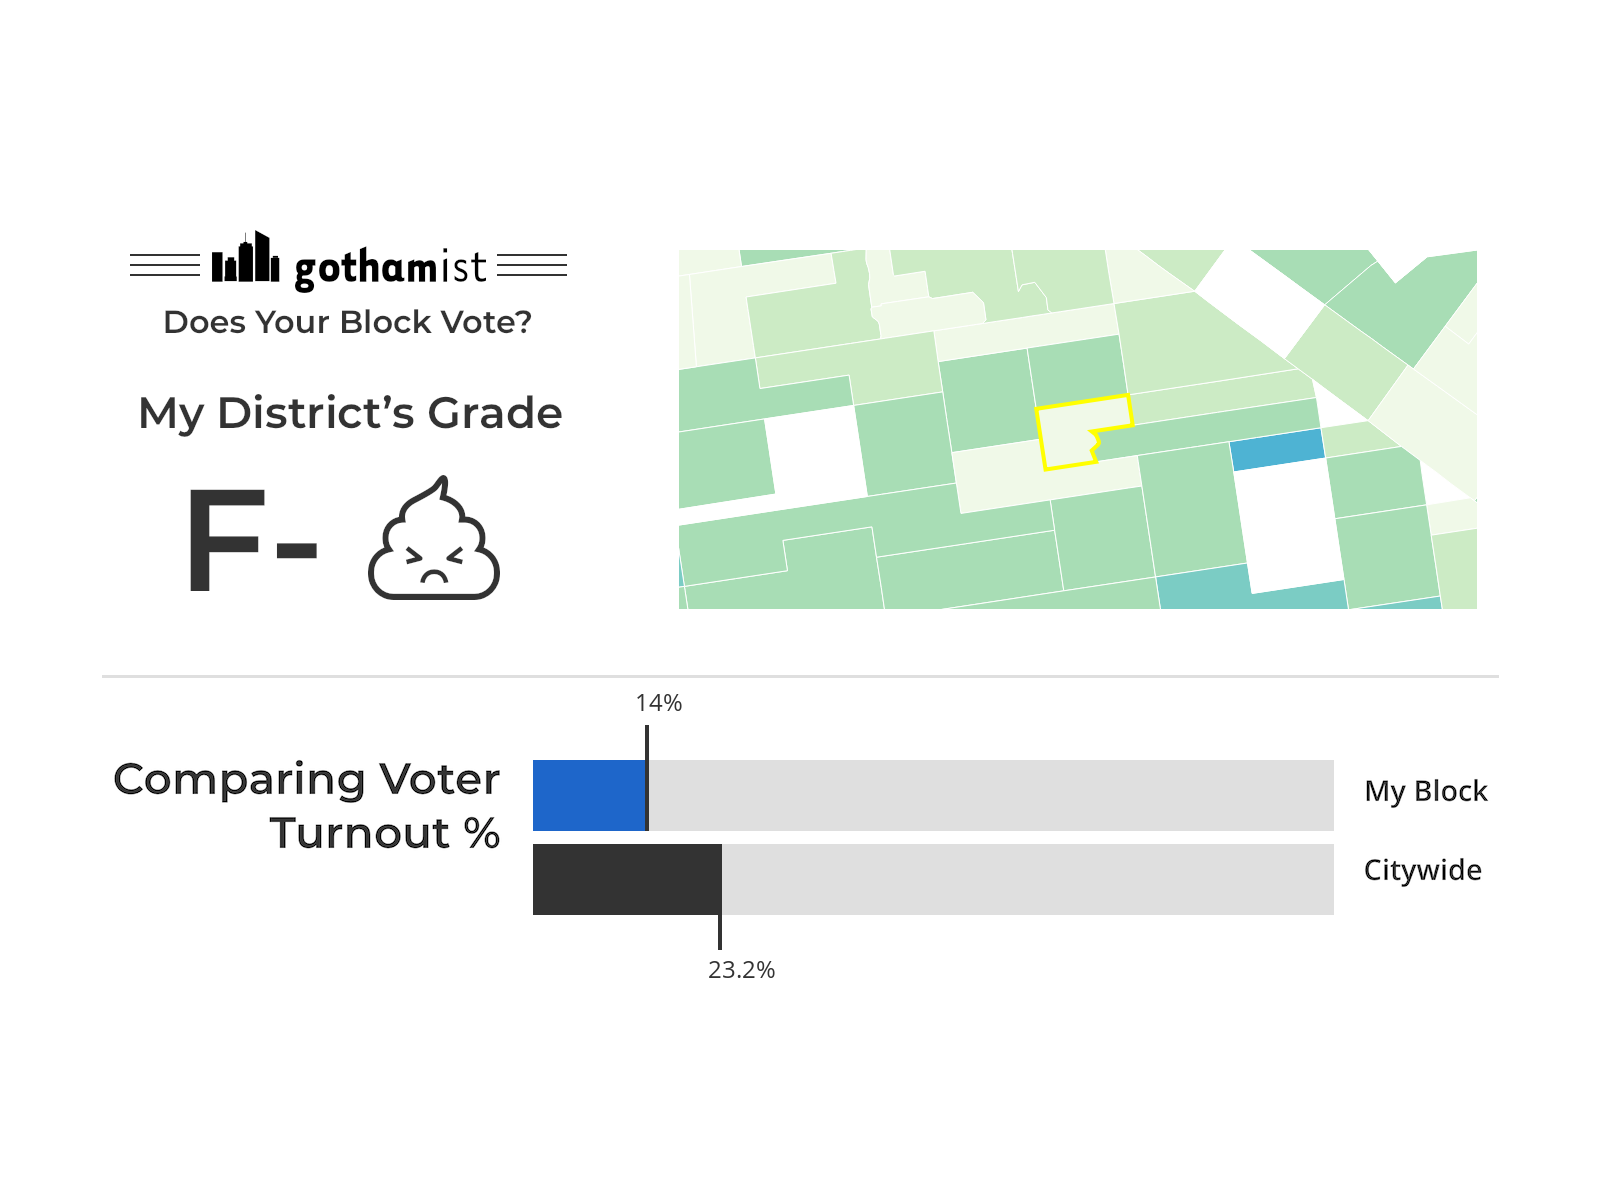 gothamist
Does Your Block Vote?
My District’s Grade
F-
14%
Comparing Voter
Turnout %
My Block
Citywide
23.2%